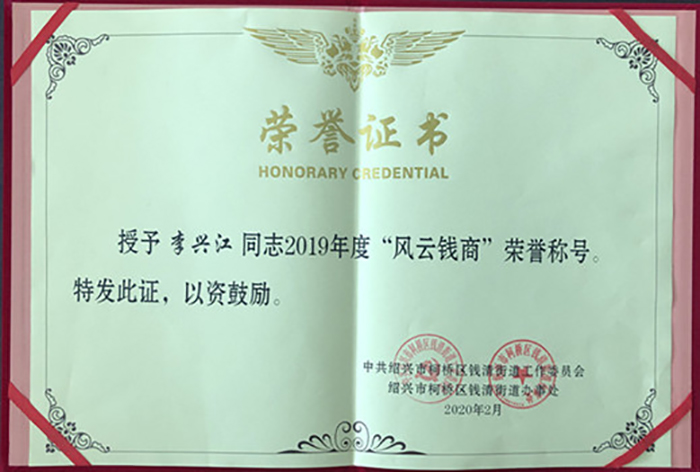 荣誉证书
HONORARY CREDENTIAL
授予 李兴江 同志2019年度“风云钱商”荣誉称号。
特发此证，以资鼓励。
中共绍兴市柯桥区钱清街道工作委员会
绍兴市柯桥区钱清街道办事处
2020年2月